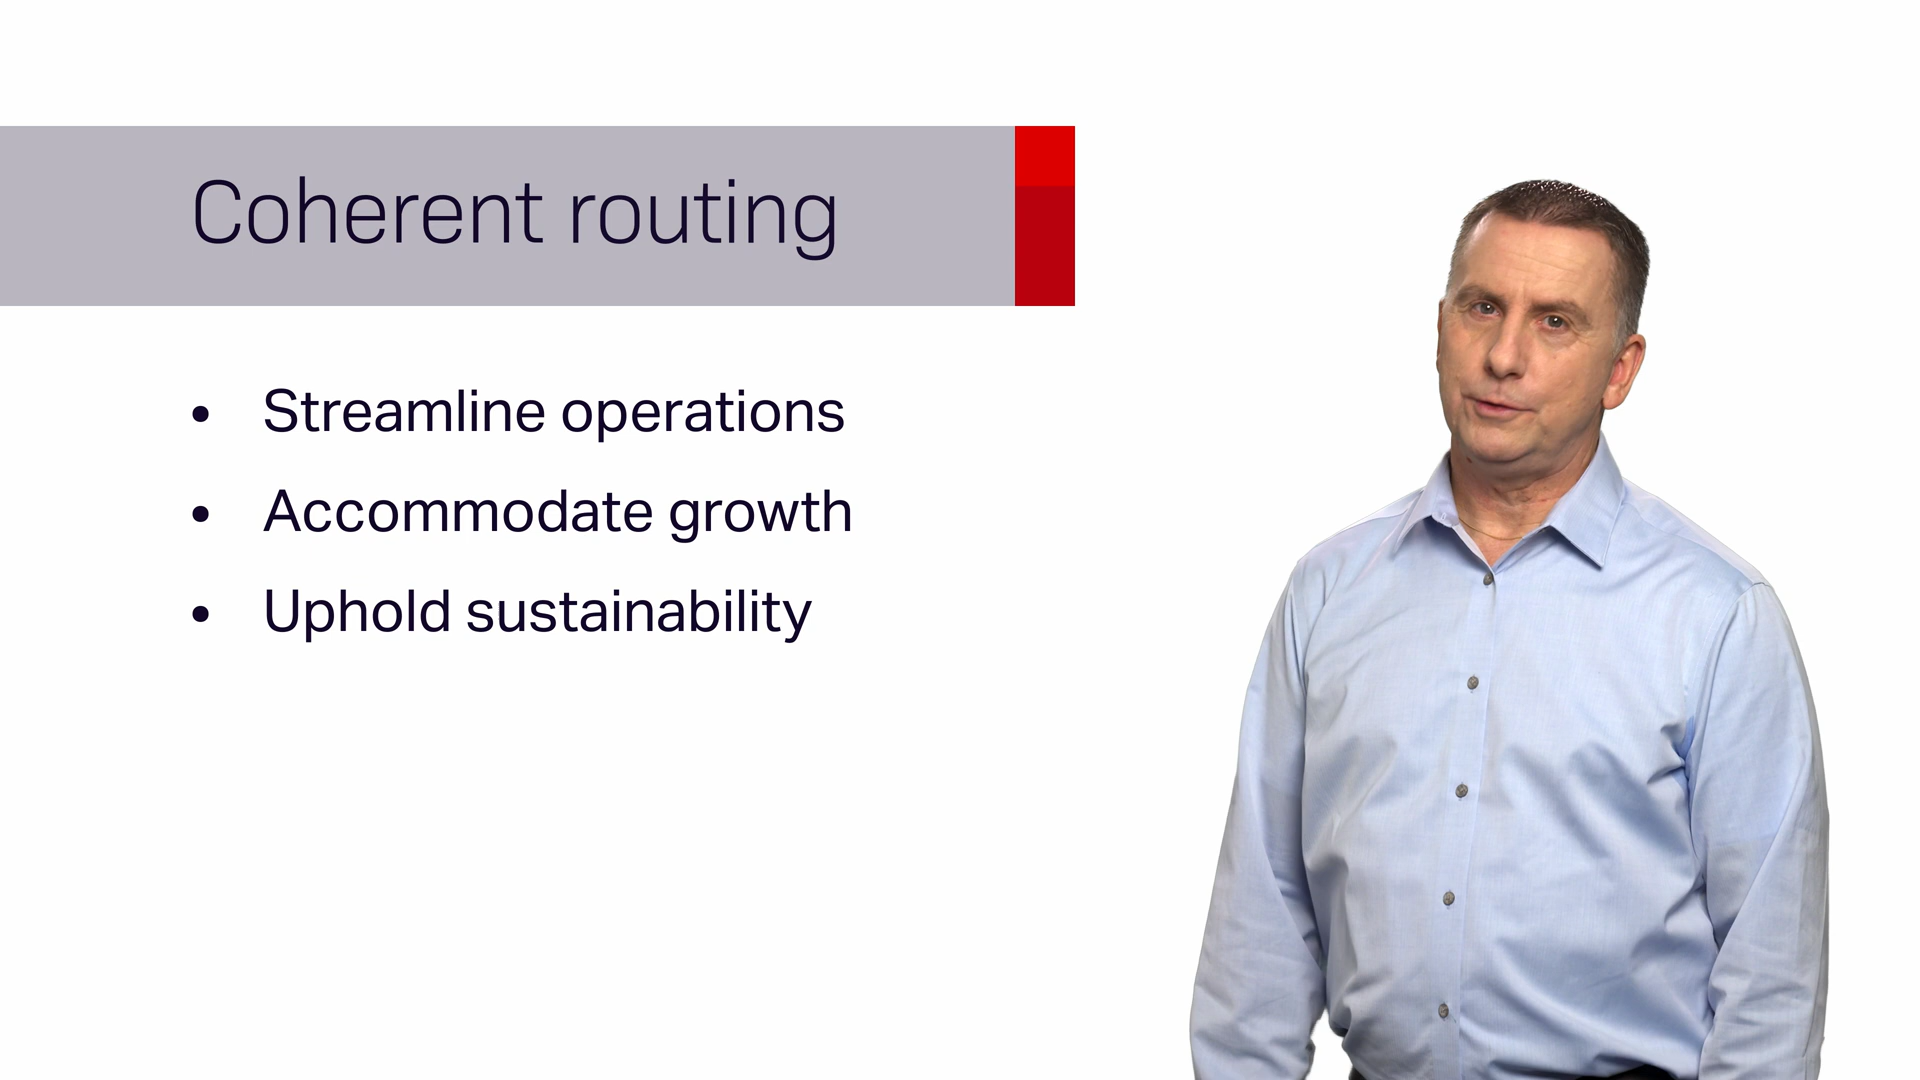 Coherent routing
• Streamline operations
• Accommodate growth
• Uphold sustainability